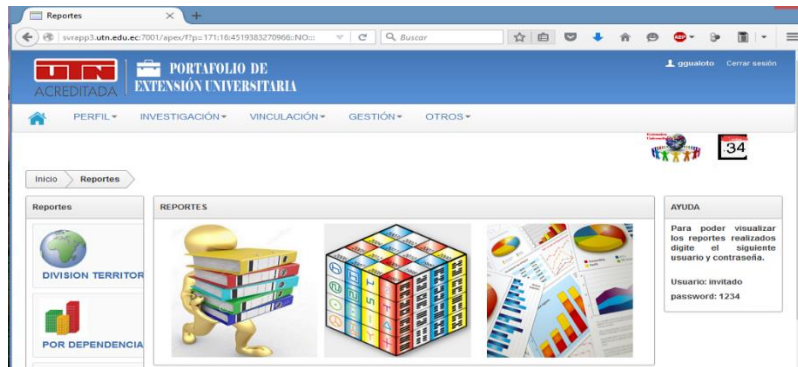 Reportes
svrapp3.utn.edu.ec:7001/apex/f?p=171:16:4519383270966::NO:::
Buscar
ABP
UTN
ACREDITADA
PORTAFOLIO DE
EXTENSIÓN UNIVERSITARIA
ggualoto Cerrar sesión
PERFIL INVESTIGACIÓN VINCULACIÓN GESTIÓN OTROS
34
Inicio Reportes
Reportes
DIVISION TERRITOR
POR DEPENDENCIA
REPORTES
AYUDA
Para poder visualizar
los reportes realizados
digite el siguiente
usuario y contraseña.
Usuario: invitado
password: 1234